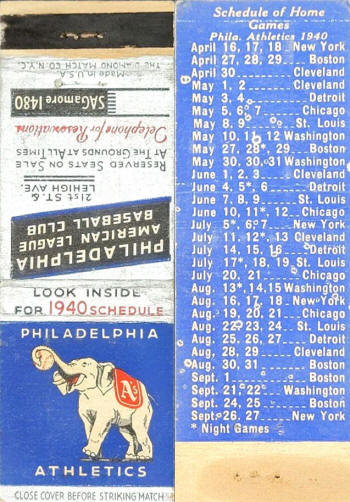 THE DIAMOND MATCH CO. N.Y.C.
Made in U.S.A.
SAGamore 1480
Telephone for Reservations
AT THE GROUNDS AT ALL TIMES
RESERVED SEATS ON SALE
LEHIGH AVE.
21st ST. &
BASEBALL CLUB
AMERICAN LEAGUE
PHILADELPHIA
LOOK INSIDE
FOR 1940 SCHEDULE
PHILADELPHIA
A's
ATHLETICS
CLOSE COVER BEFORE STRIKING MATCH
Schedule of Home
Games
Phila. Athletics 1940
April 16, 17, 18 New York
April 27, 28, 29 Boston
April 30 Cleveland
May 1, 2 Cleveland
May 3, 4 Detroit
May 5, 6, 7 Chicago
May 8, 9 St. Louis
May 10, 11, 12 Washington
May 27, 28*, 29 Boston
May 30, 30, 31 Washington
June 1, 2, 3 Cleveland
June 4, 5*, 6 Detroit
June 7, 8, 9 St. Louis
June 10, 11*, 12 Chicago
July 5*, 6, 7 New York
July 11, 12*, 13 Cleveland
July 14, 15, 16 Detroit
July 17*, 18, 19 St. Louis
July 20, 21 Chicago
Aug. 13*, 14, 15 Washington
Aug. 16, 17, 18 New York
Aug. 19, 20, 21 Chicago
Aug. 22, 23, 24 St. Louis
Aug. 25, 26, 27 Detroit
Aug. 28, 29 Cleveland
Aug. 30, 31 Boston
Sept. 1 Boston
Sept. 21, 22 Washington
Sept. 24, 25 Boston
Sept. 26, 27 New York
* Night Games